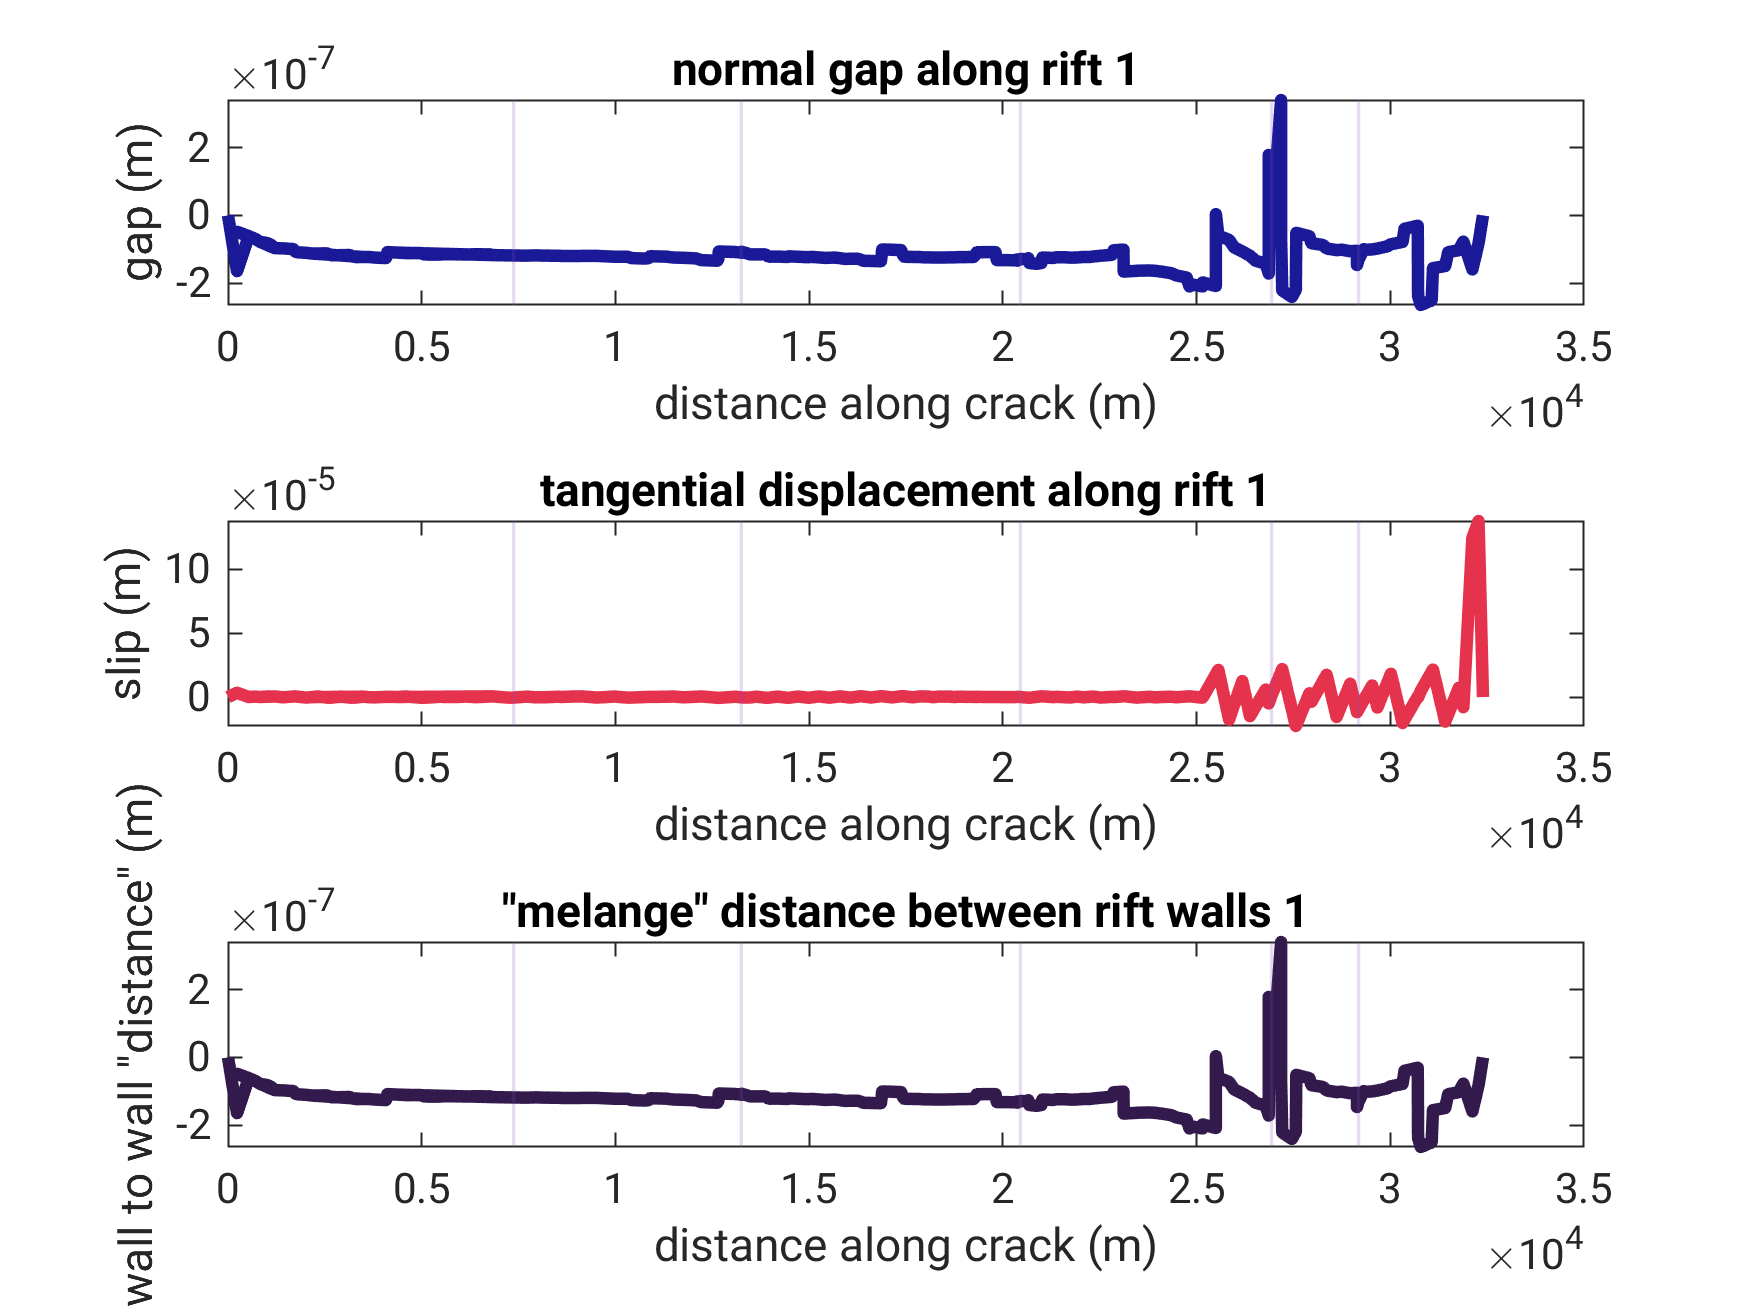 ×10-7
normal gap along rift 1
gap (m)
2
0
-2
0 0.5 1 1.5 2 2.5 3 3.5
distance along crack (m)
×104
×10-5
tangential displacement along rift 1
slip (m)
10
5
0
0 0.5 1 1.5 2 2.5 3 3.5
distance along crack (m)
×104
×10-7
"melange" distance between rift walls 1
wall to wall "distance" (m)
2
0
-2
0 0.5 1 1.5 2 2.5 3 3.5
distance along crack (m)
×104